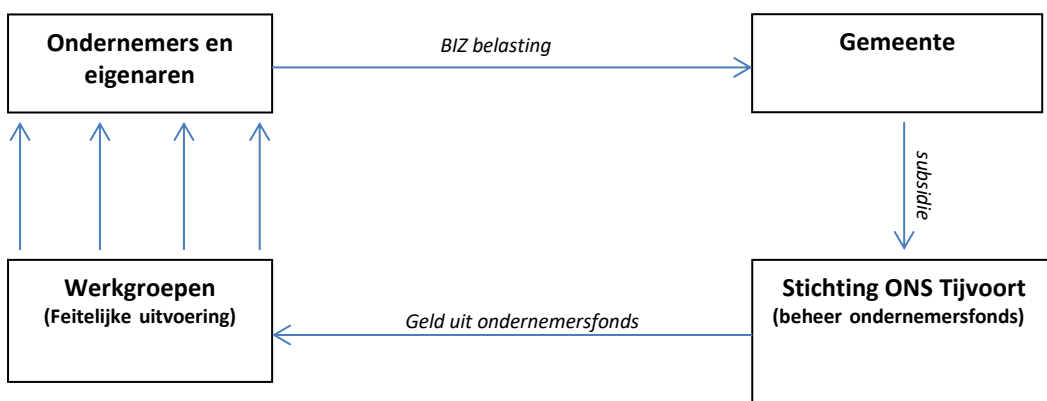 Ondernemers en
eigenaren
BIZ belasting
Gemeente
subsidie
Werkgroepen
(Feitelijke uitvoering)
Geld uit ondernemersfonds
Stichting ONS Tijvoort
(beheer ondernemersfonds)